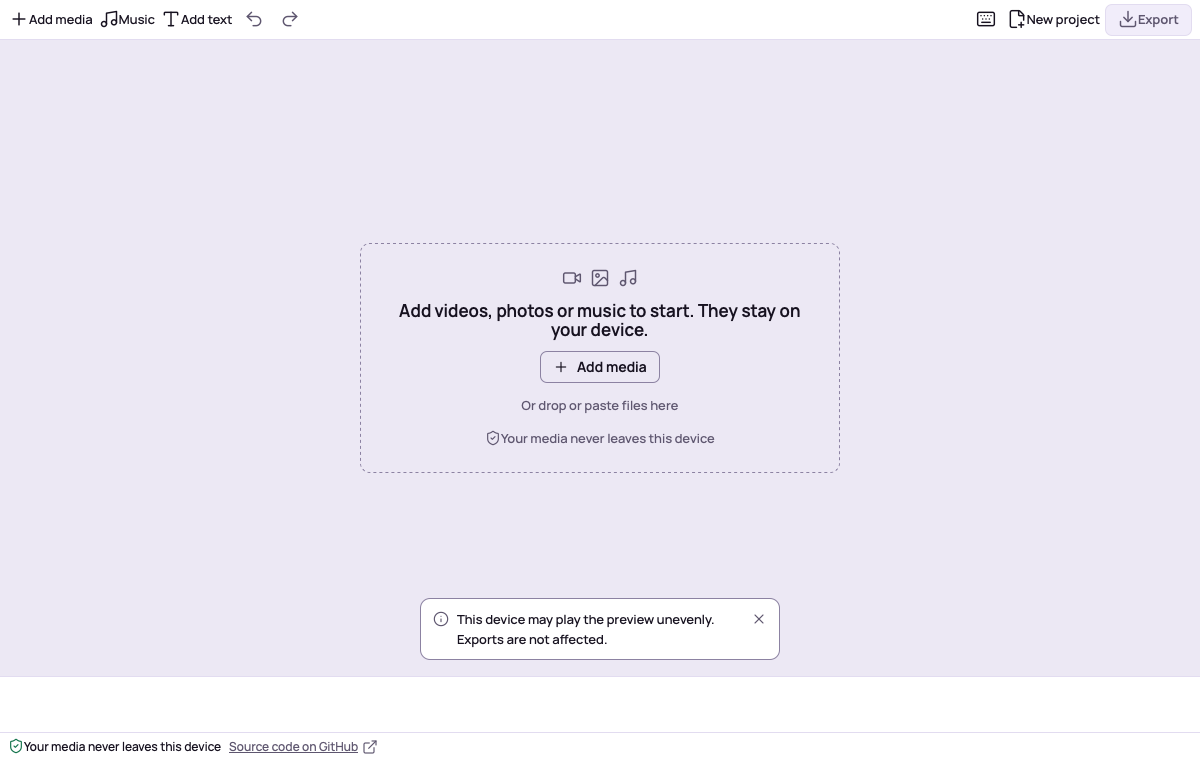 Add media Music Add text New project Export
Add videos, photos or music to start. They stay on
your device.
Add media
Or drop or paste files here
Your media never leaves this device
This device may play the preview unevenly.
Exports are not affected.
Your media never leaves this device Source code on GitHub